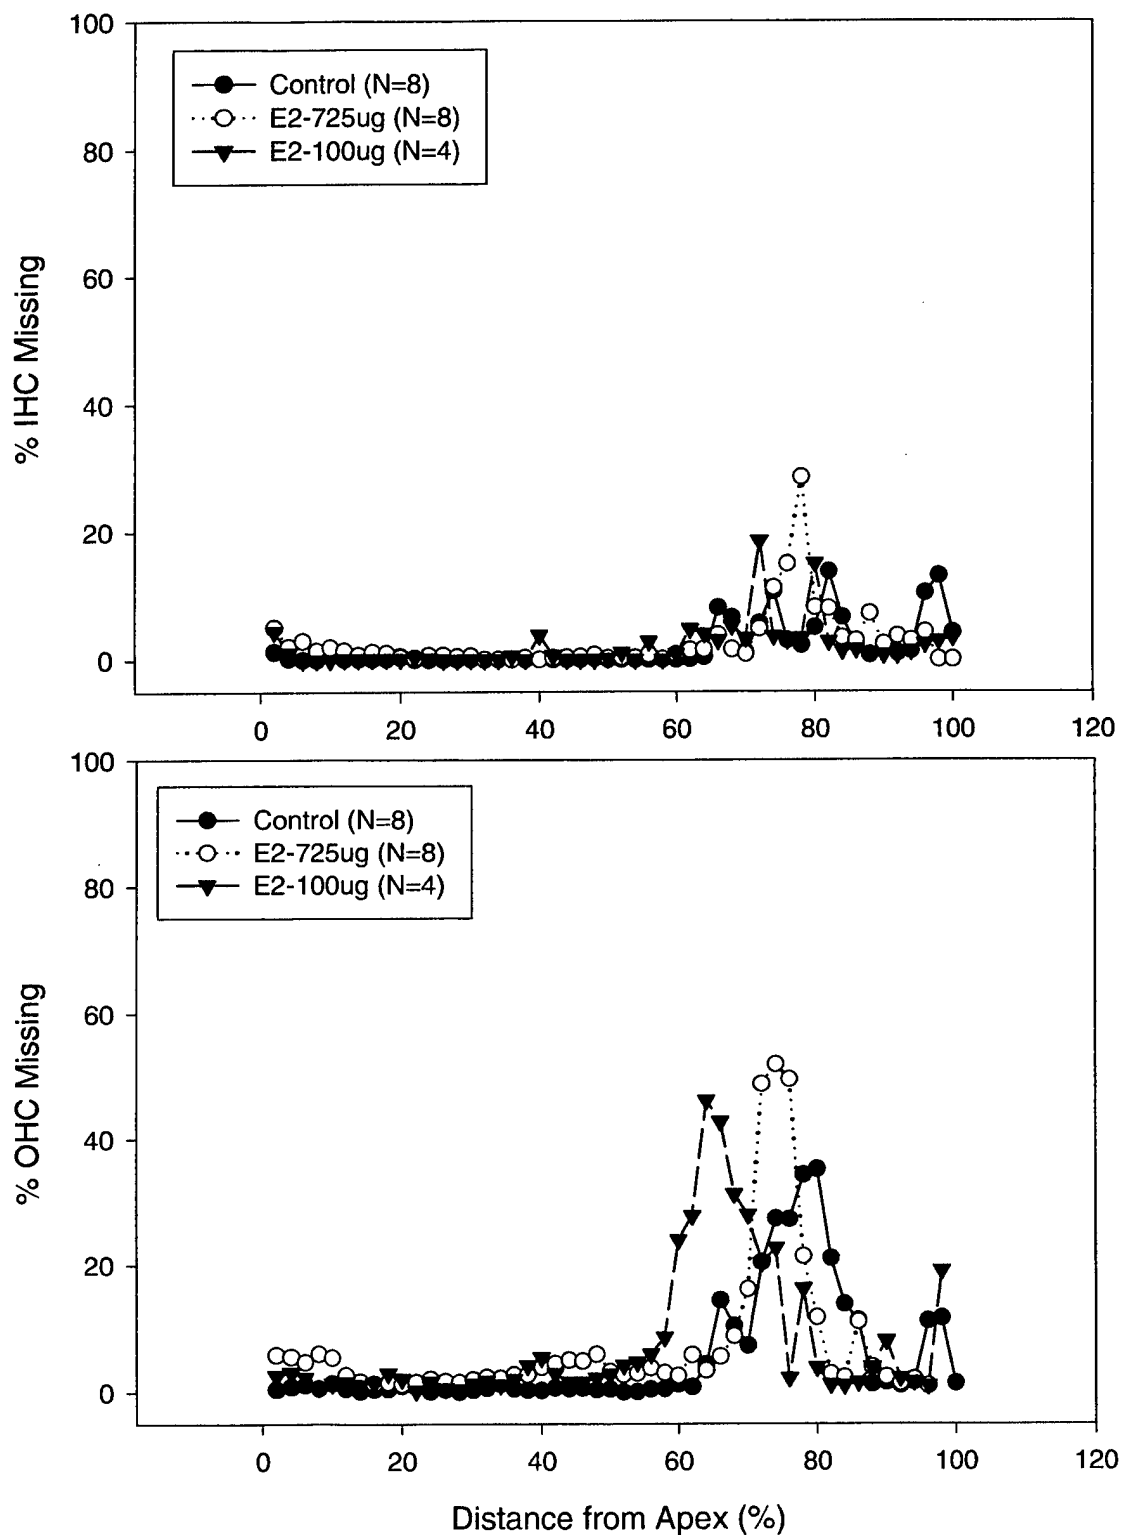 100
80
60
40
20
0
% IHC Missing
Control (N=8)
E2-725ug (N=8)
E2-100ug (N=4)
0 20 40 60 80 100 120
100
80
60
40
20
0
% OHC Missing
Control (N=8)
E2-725ug (N=8)
E2-100ug (N=4)
0 20 40 60 80 100 120
Distance from Apex (%)